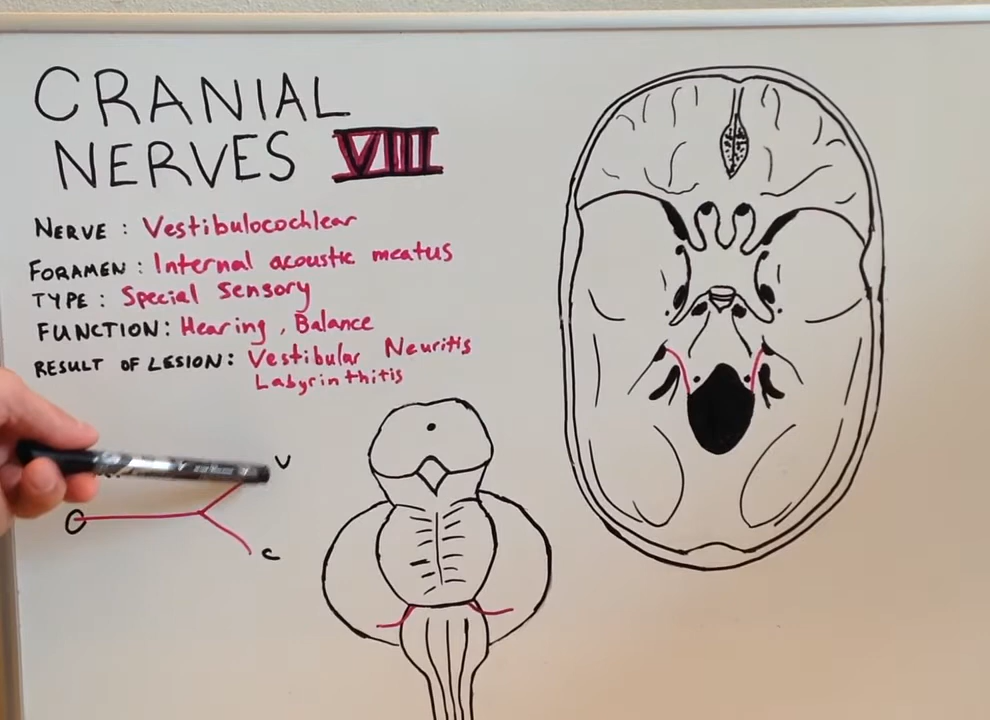 CRANIAL
NERVES VIII
NERVE : Vestibulocochlear
FORAMEN : Internal acoustic meatus
TYPE : Special Sensory
FUNCTION: Hearing, Balance
RESULT OF LESION: Vestibular Neuritis
Labyrinthitis
V
C